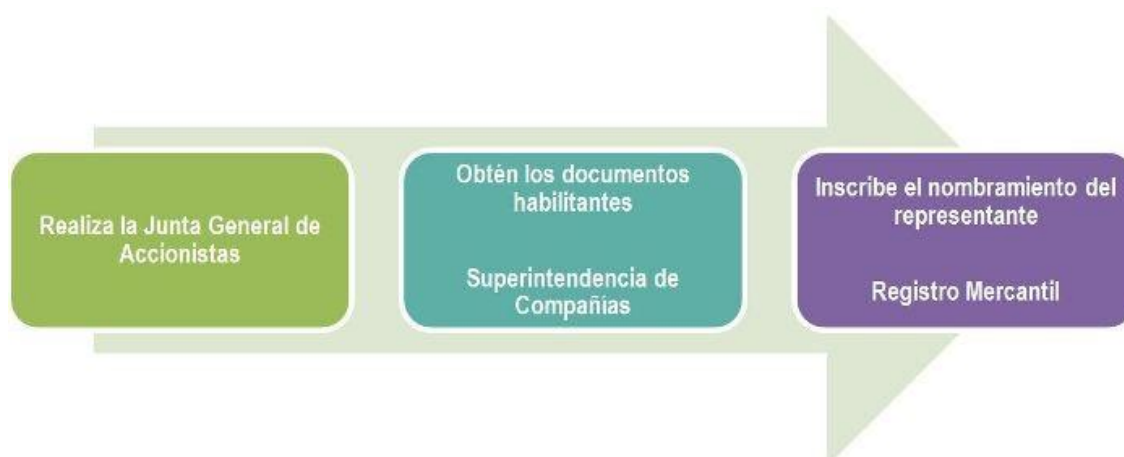 Realiza la Junta General de
Accionistas
Obtén los documentos
habilitantes
Superintendencia de
Compañías
Inscribe el nombramiento del
representante
Registro Mercantil